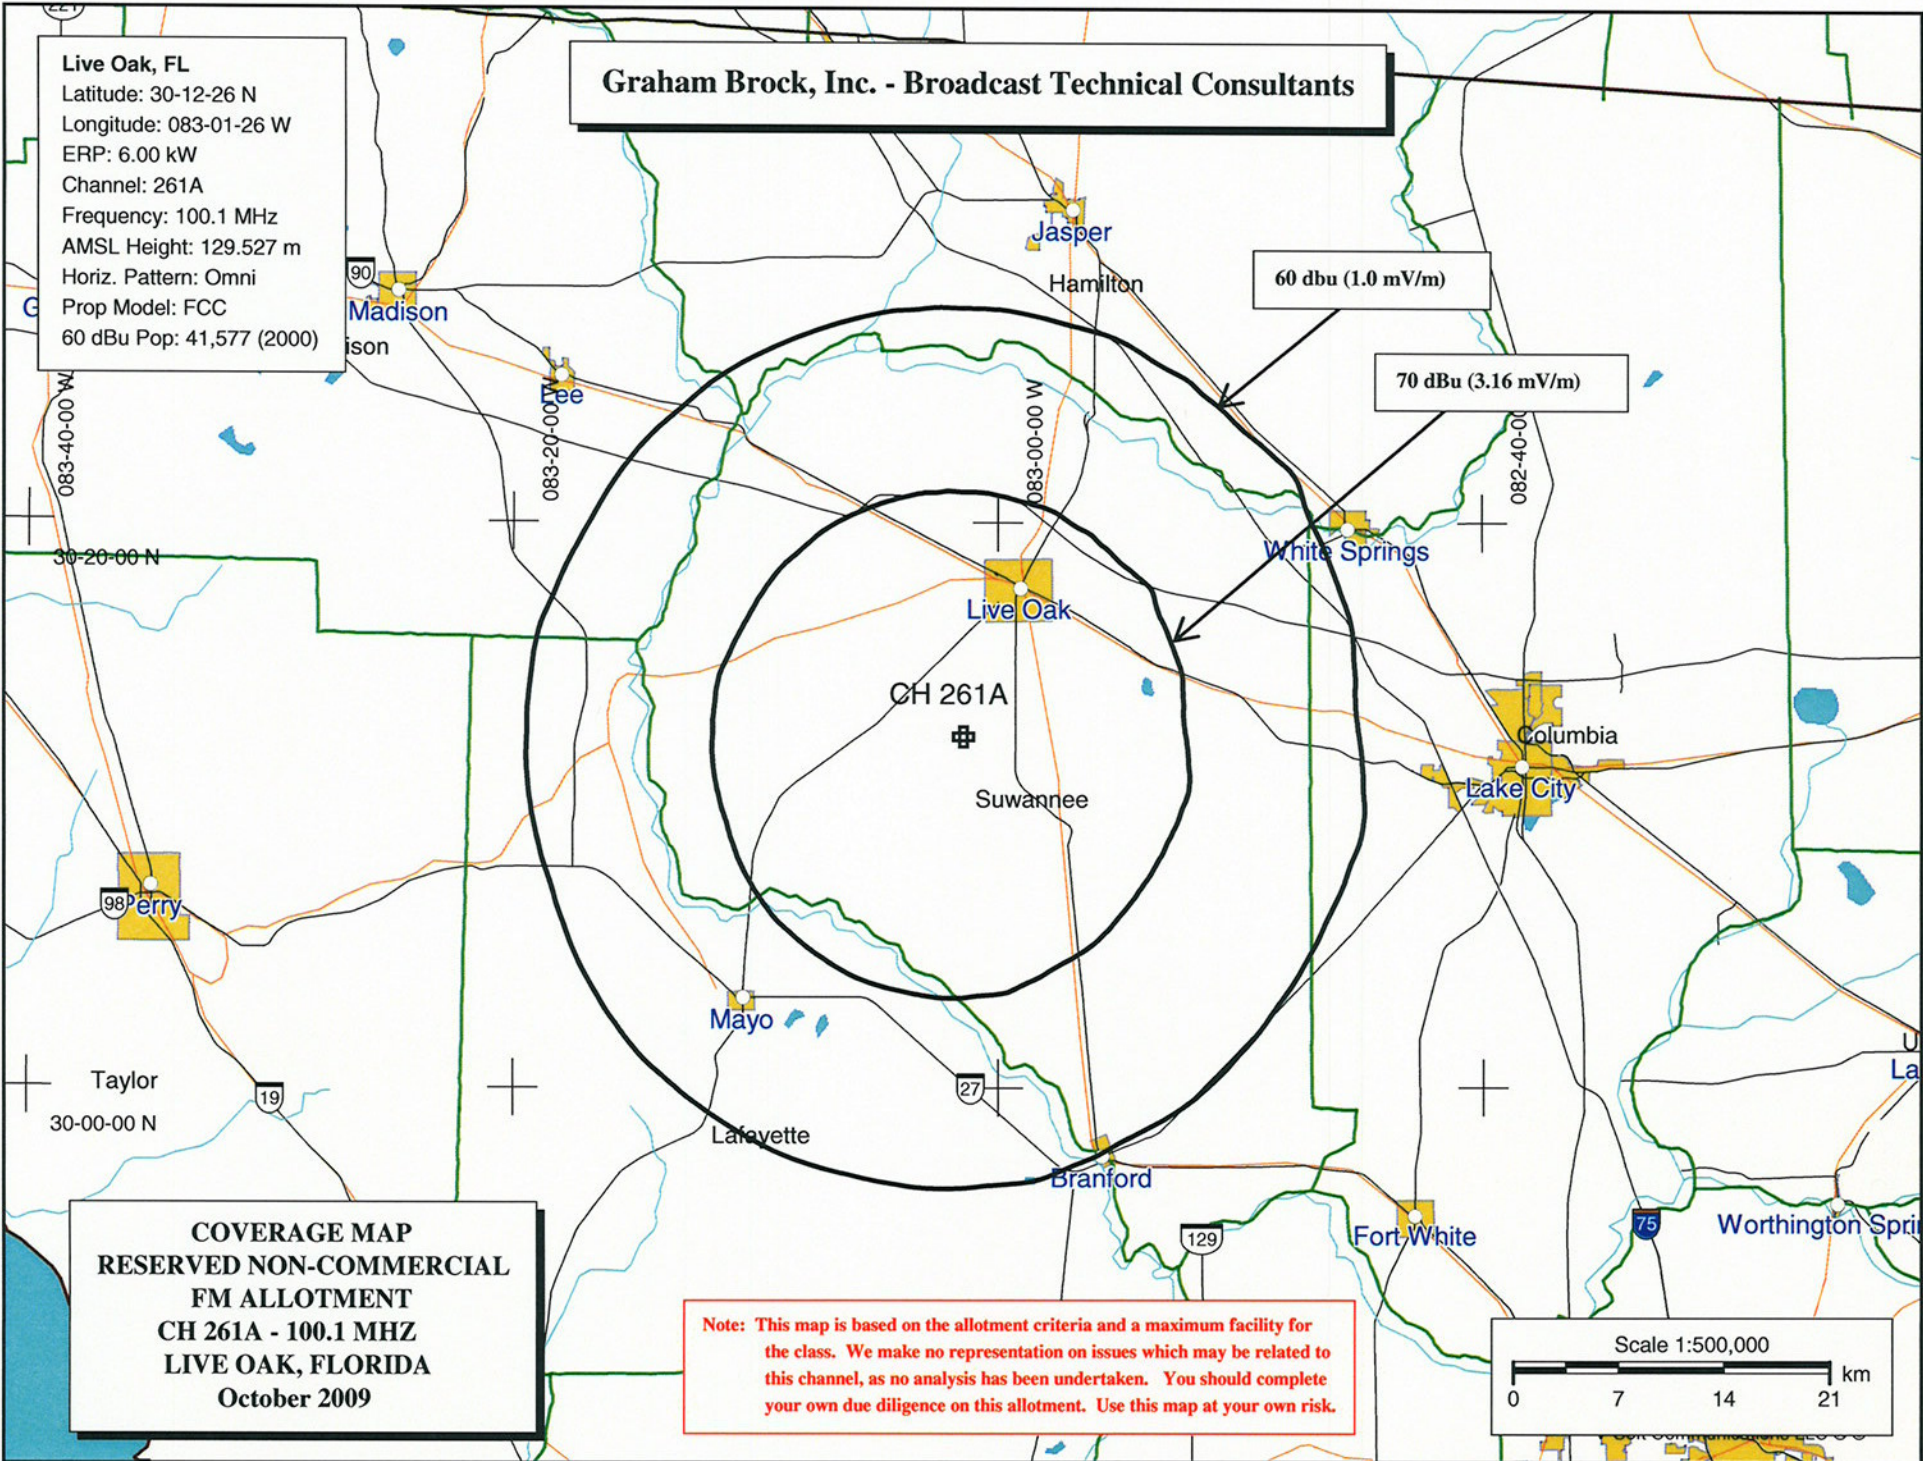 221
Live Oak, FL
Latitude: 30-12-26 N
Longitude: 083-01-26 W
ERP: 6.00 kW
Channel: 261A
Frequency: 100.1 MHz
AMSL Height: 129.527 m
Horiz. Pattern: Omni
Prop Model: FCC
60 dBu Pop: 41,577 (2000)
Graham Brock, Inc. - Broadcast Technical Consultants
Jasper
Hamilton
60 dbu (1.0 mV/m)
90
G
Madison
ison
70 dBu (3.16 mV/m)
Lee
083-40-00 W
083-20-00 W
083-00-00 W
082-40-0
30-20-00 N
White Springs
Live Oak
CH 261A
Columbia
Lake City
Suwannee
98
Perry
Mayo
Taylor
19
27
U
La
30-00-00 N
Lafayette
Branford
129
Fort White
75
Worthington Spri
COVERAGE MAP
RESERVED NON-COMMERCIAL
FM ALLOTMENT
CH 261A - 100.1 MHZ
LIVE OAK, FLORIDA
October 2009
Note: This map is based on the allotment criteria and a maximum facility for
the class. We make no representation on issues which may be related to
this channel, as no analysis has been undertaken. You should complete
your own due diligence on this allotment. Use this map at your own risk.
Scale 1:500,000
km
0 7 14 21